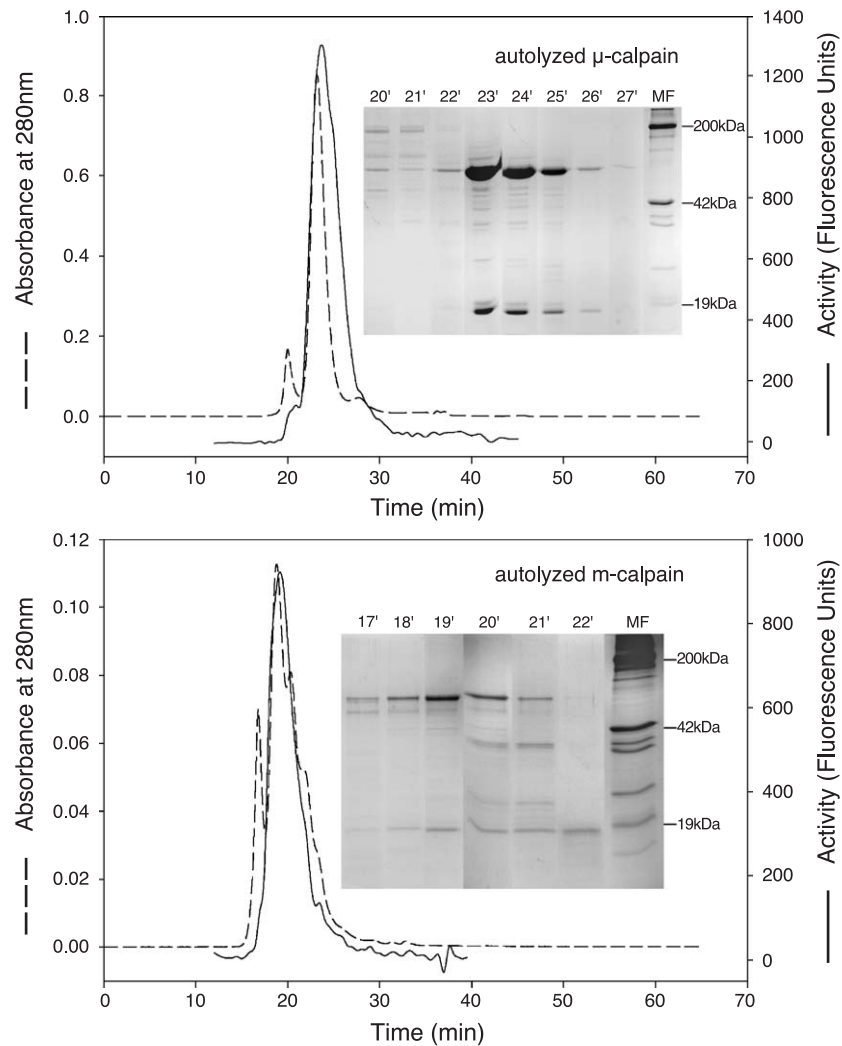 autolyzed µ-calpain
20' 21' 22' 23' 24' 25' 26' 27' MF
200kDa
42kDa
19kDa
1.0
0.8
0.6
0.4
0.2
0.0
Absorbance at 280nm
1400
1200
1000
800
600
400
200
0
Activity (Fluorescence Units)
0 10 20 30 40 50 60 70
Time (min)
autolyzed m-calpain
17' 18' 19' 20' 21' 22' MF
200kDa
42kDa
19kDa
0.12
0.10
0.08
0.06
0.04
0.02
0.00
Absorbance at 280nm
1000
800
600
400
200
0
Activity (Fluorescence Units)
0 10 20 30 40 50 60 70
Time (min)